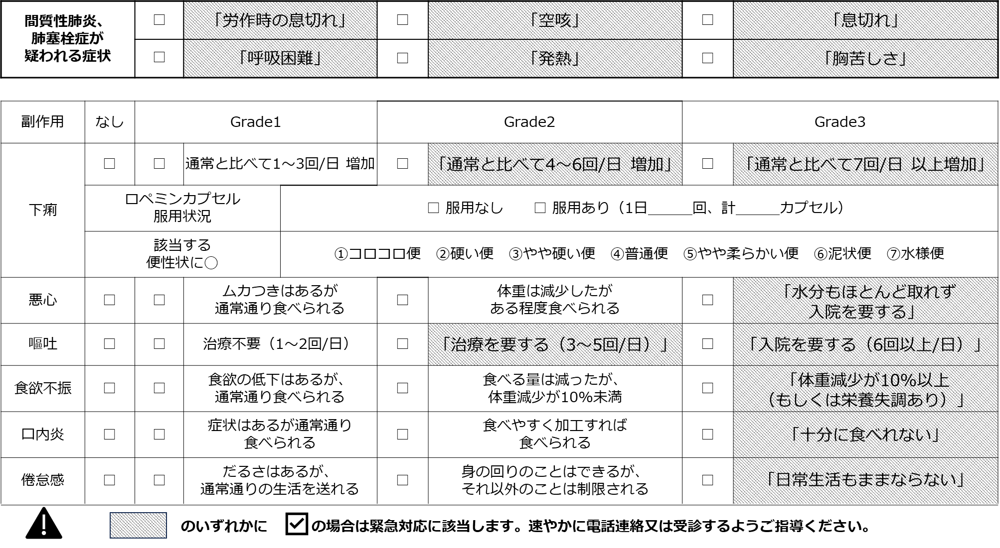 間質性肺炎、
肺塞栓症が
疑われる症状
□ 「労作時の息切れ」 □ 「空咳」 □ 「息切れ」
□ 「呼吸困難」 □ 「発熱」 □ 「胸苦しさ」
副作用 なし Grade1 Grade2 Grade3
下痢
□ □ 通常と比べて1～3回/日 増加 □ 「通常と比べて4～6回/日 増加」 □ 「通常と比べて7回/日 以上増加」
ロペミンカプセル
服用状況
□ 服用なし □ 服用あり（1日______回、計______カプセル）
該当する
便性状に○
①コロコロ便 ②硬い便 ③やや硬い便 ④普通便 ⑤やや柔らかい便 ⑥泥状便 ⑦水様便
悪心 □ □
ムカつきはあるが
通常通り食べられる
□
体重は減少したが
ある程度食べられる
□
「水分もほとんど取れず
入院を要する」
嘔吐 □ □ 治療不要（1～2回/日） □ 「治療を要する（3～5回/日）」 □ 「入院を要する（6回以上/日）」
食欲不振 □ □
食欲の低下はあるが、
通常通り食べられる
□
食べる量は減ったが、
体重減少が10%未満
□
「体重減少が10%以上
（もしくは栄養失調あり）」
口内炎 □ □
症状はあるが通常通り
食べられる
□
食べやすく加工すれば
食べられる
□
「十分に食べれない」
倦怠感 □ □
だるさはあるが、
通常通りの生活を送れる
□
身の回りのことはできるが、
それ以外のことは制限される
□
「日常生活もままならない」
のいずれかに ☑ の場合は緊急対応に該当します。速やかに電話連絡又は受診するようご指導ください。